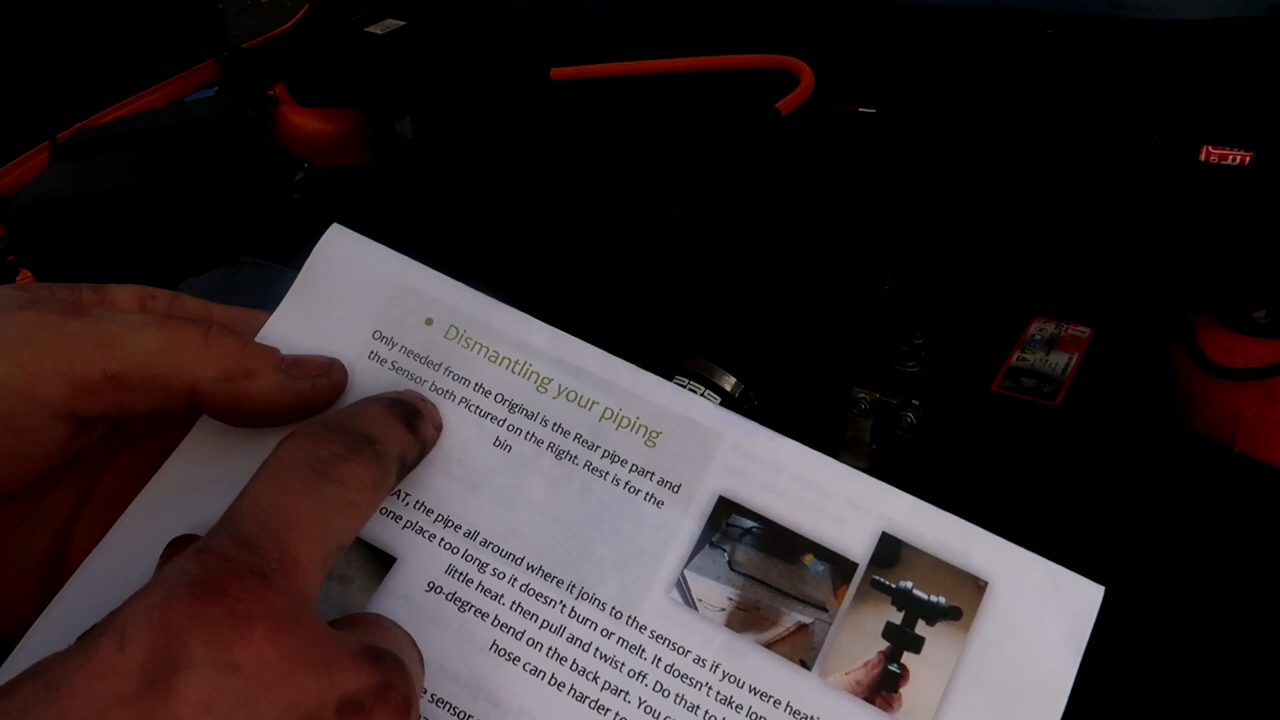 Dismantling your piping
Only needed from the Original is the Rear pipe part and
the Sensor both Pictured on the Right. Rest is for the
bin
AT, the pipe all around where it joins to the sensor as if you were heati
one place too long so it doesn't burn or melt. It doesn't take lon
little heat. then pull and twist off. Do that to
90-degree bend on the back part. You c
hose can be harder to
e sensor